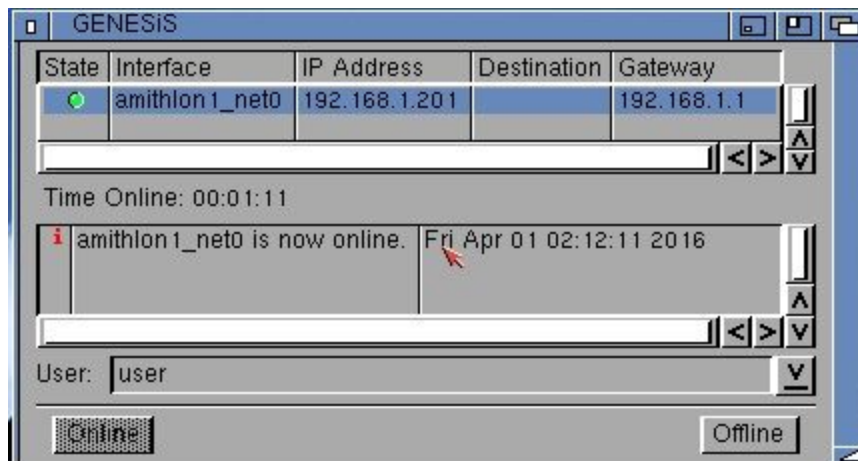 GENESiS
State Interface IP Address Destination Gateway
amithlon1_net0 192.168.1.201 192.168.1.1
Time Online: 00:01:11
i amithlon1_net0 is now online. Fri Apr 01 02:12:11 2016
User: user
Online Offline